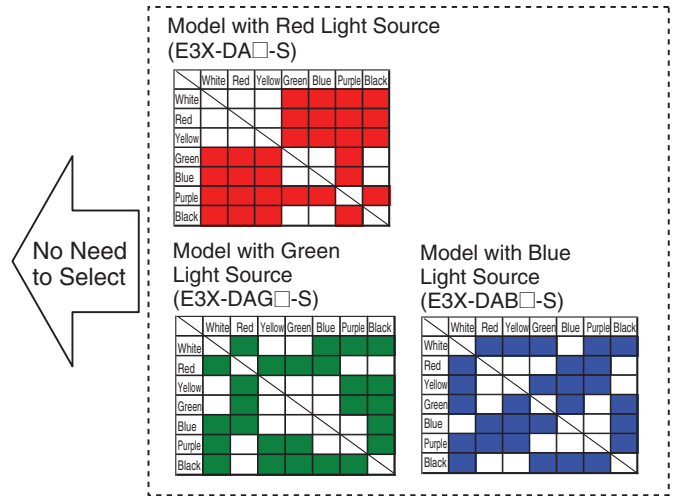 Model with Red Light Source
(E3X-DA□-S)
White Red Yellow Green Blue Purple Black
White
Red
Yellow
Green
Blue
Purple
Black
No Need
to Select
Model with Green
Light Source
(E3X-DAG□-S)
White Red Yellow Green Blue Purple Black
White
Red
Yellow
Green
Blue
Purple
Black
Model with Blue
Light Source
(E3X-DAB□-S)
White Red Yellow Green Blue Purple Black
White
Red
Yellow
Green
Blue
Purple
Black